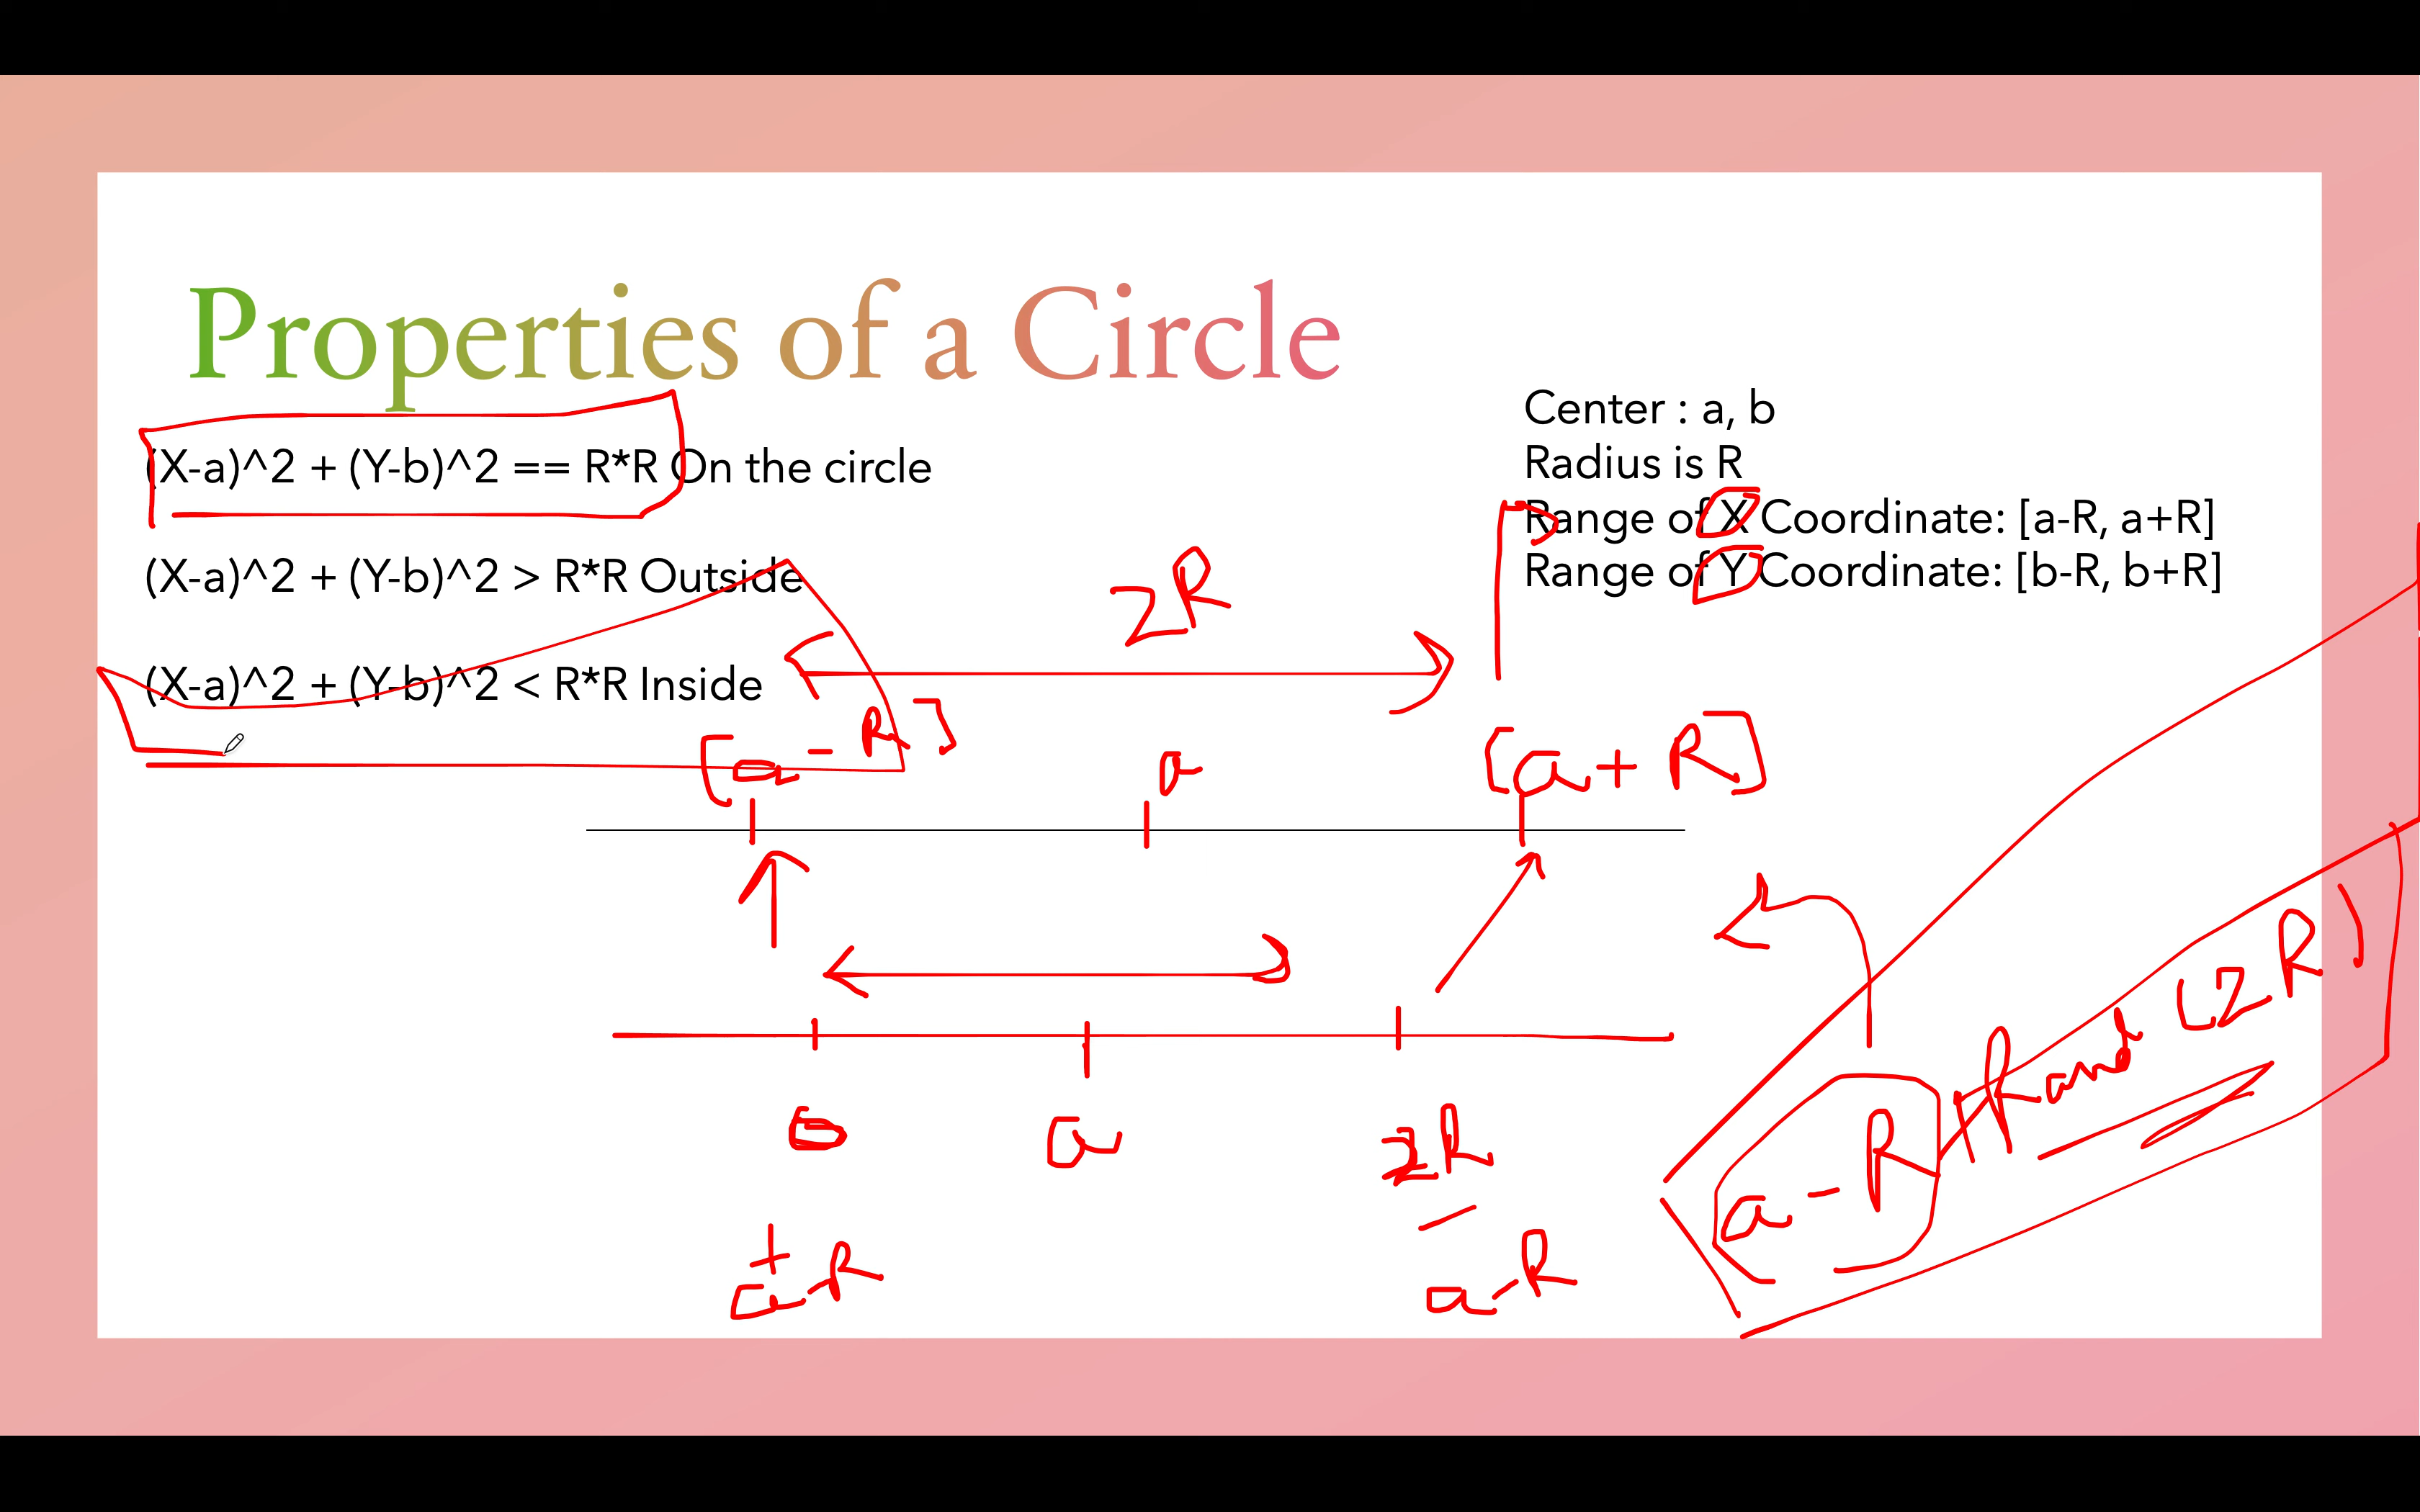 Properties of a Circle
(X-a)^2 + (Y-b)^2 == R*R On the circle
(X-a)^2 + (Y-b)^2 > R*R Outside
(X-a)^2 + (Y-b)^2 < R*R Inside
Center : a, b
Radius is R
Range of X Coordinate: [a-R, a+R]
Range of Y Coordinate: [b-R, b+R]
2R
[a-R]
a
[a+R]
a
2R
+
a-R
a-R
a-R + Rand (2R)